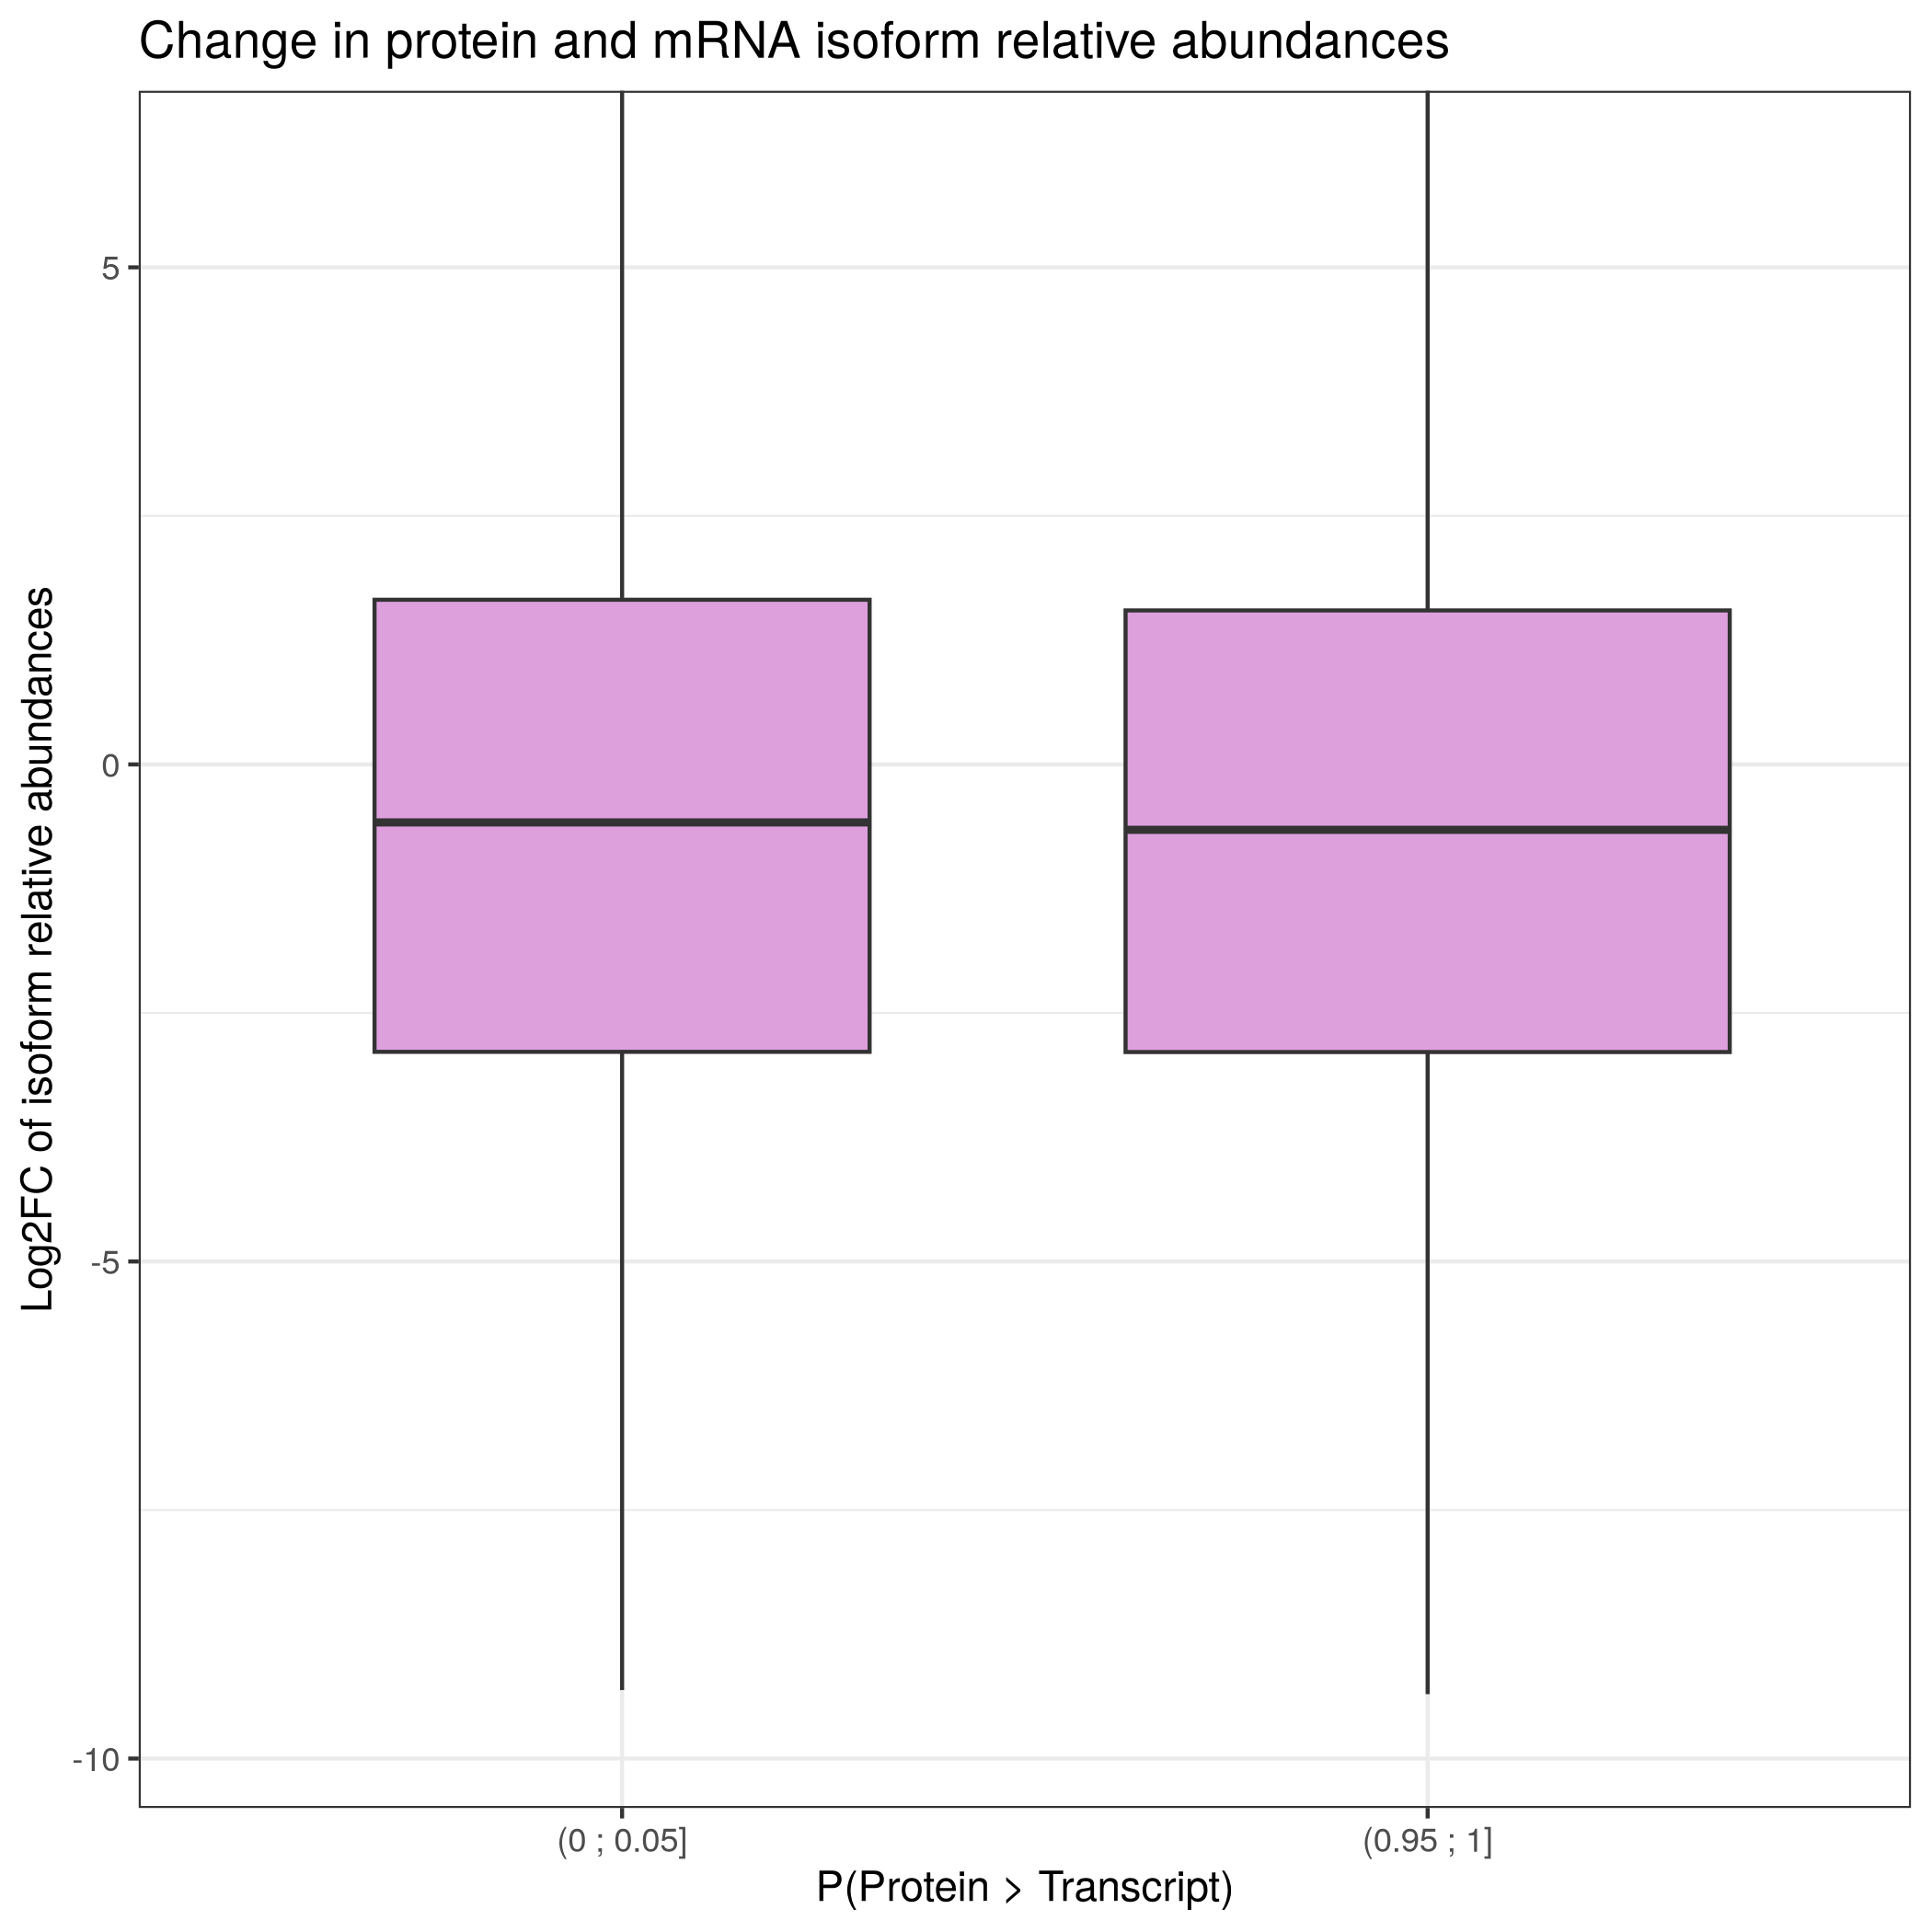 Change in protein and mRNA isoform relative abundances
Log2FC of isoform relative abundances
5
0
-5
-10
(0 ; 0.05]
(0.95 ; 1]
P(Protein > Transcript)